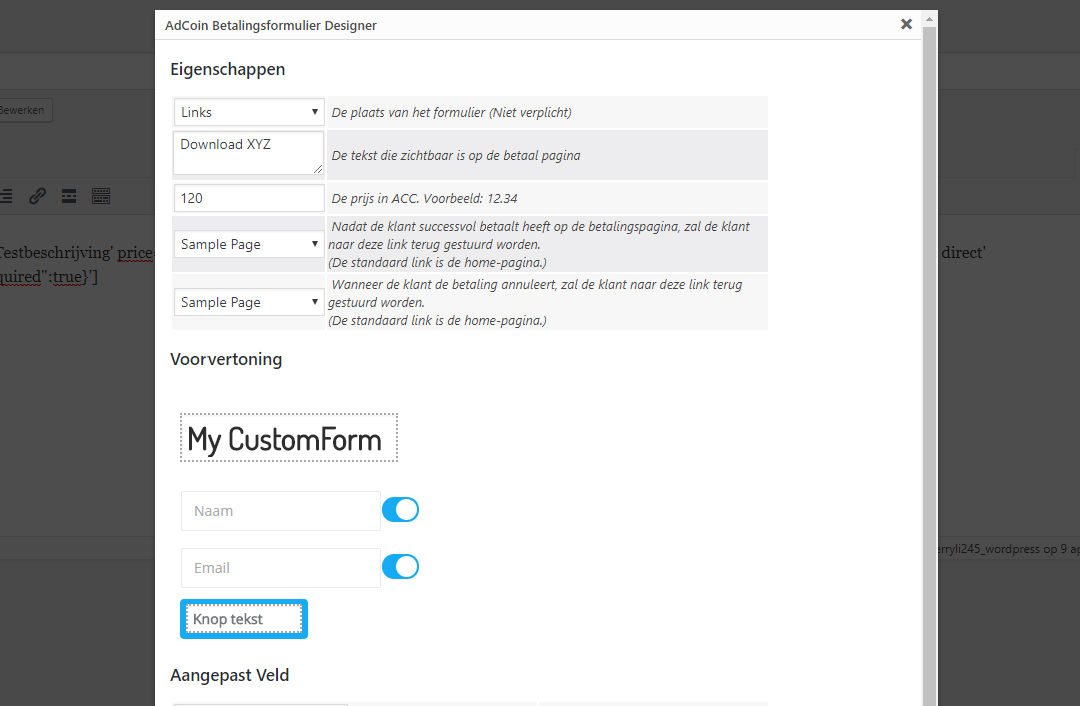 AdCoin Betalingsformulier Designer
Eigenschappen
Bewerken
Links De plaats van het formulier (Niet verplicht)
Download XYZ
De tekst die zichtbaar is op de betaal pagina
120 De prijs in ACC. Voorbeeld: 12.34
Nadat de klant successvol betaalt heeft op de betalingspagina, zal de klant
Sample Page naar deze link terug gestuurd worden.
(De standaard link is de home-pagina.)
Testbeschrijving' price direct'
quired":true}']
Wanneer de klant de betaling annuleert, zal de klant naar deze link terug
Sample Page gestuurd worden.
(De standaard link is de home-pagina.)
Voorvertoning
My CustomForm
Naam
erryli245_wordpress op 9 ap
Email
Knop tekst
Aangepast Veld